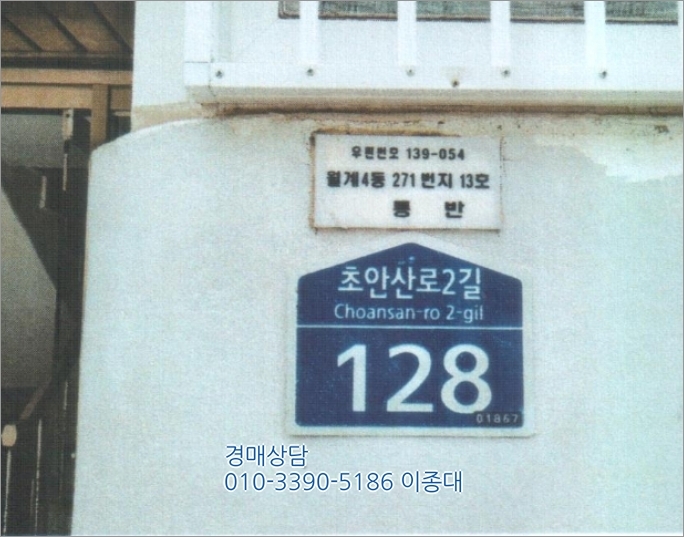 우편번호 139-054
월계4동 271번지 13호
통 반
초안산로2길
Choansan-ro 2-gil
128
01867
경매상담
010-3390-5186 이종대